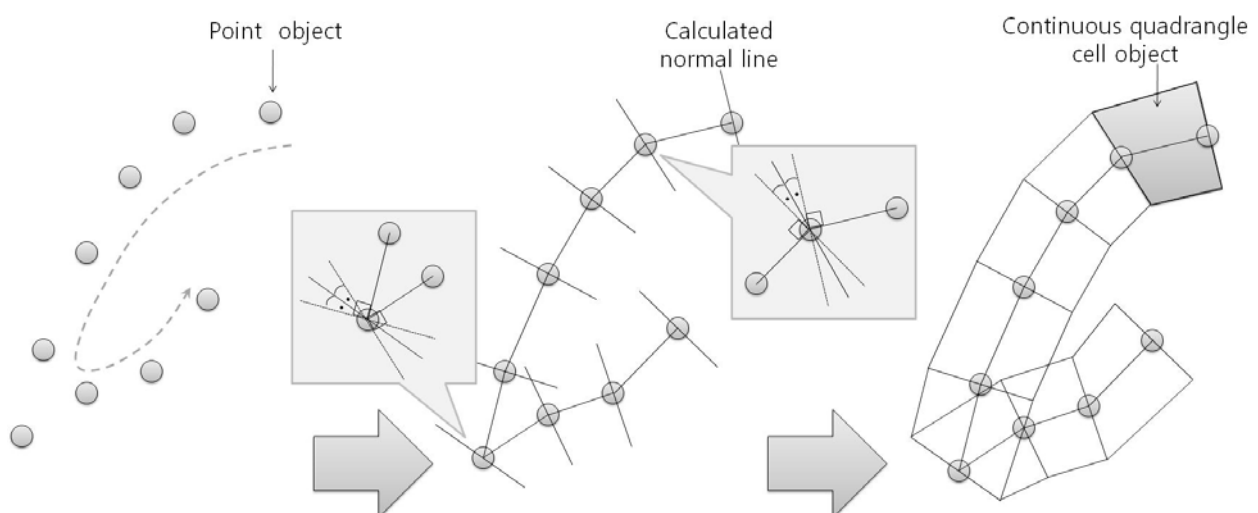 Point object
Calculated
normal line
Continuous quadrangle
cell object